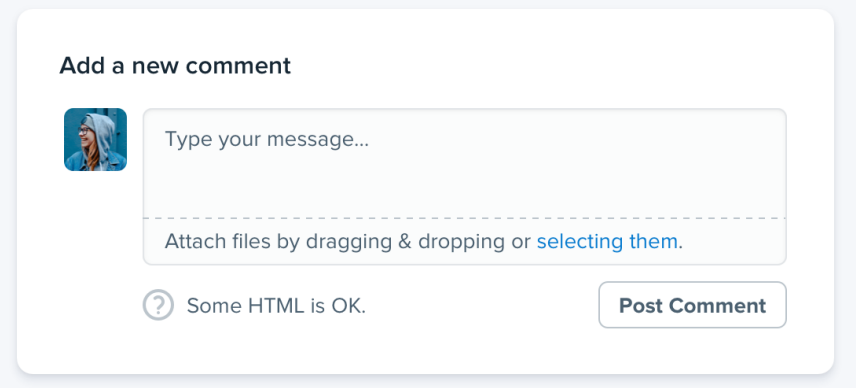 Add a new comment
Type your message...
Attach files by dragging & dropping or selecting them.
? Some HTML is OK.
Post Comment